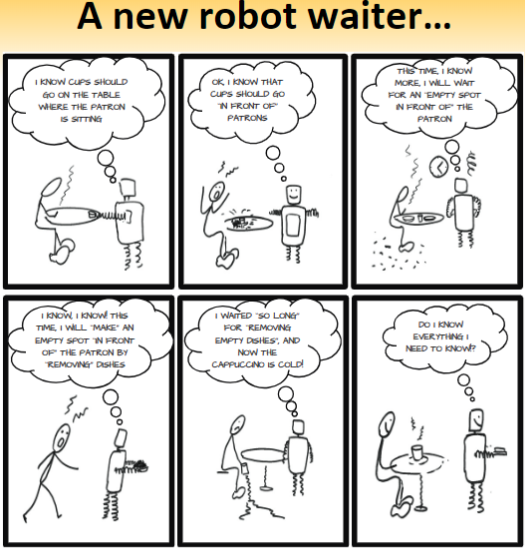 A new robot waiter...
I KNOW CUPS SHOULD
GO ON THE TABLE
WHERE THE PATRON
IS SITTING
OK, I KNOW THAT
CUPS SHOULD GO
"IN FRONT OF"
PATRONS
THIS TIME, I KNOW
MORE, I WILL WAIT
FOR AN "EMPTY SPOT
IN FRONT OF" THE
PATRON
I KNOW, I KNOW! THIS
TIME, I WILL "MAKE" AN
EMPTY SPOT "IN FRONT
OF" THE PATRON BY
"REMOVING" DISHES
I WAITED "SO LONG"
FOR "REMOVING
EMPTY DISHES", AND
NOW THE
CAPPUCCINO IS COLD!
DO I KNOW
EVERYTHING I
NEED TO KNOW!?